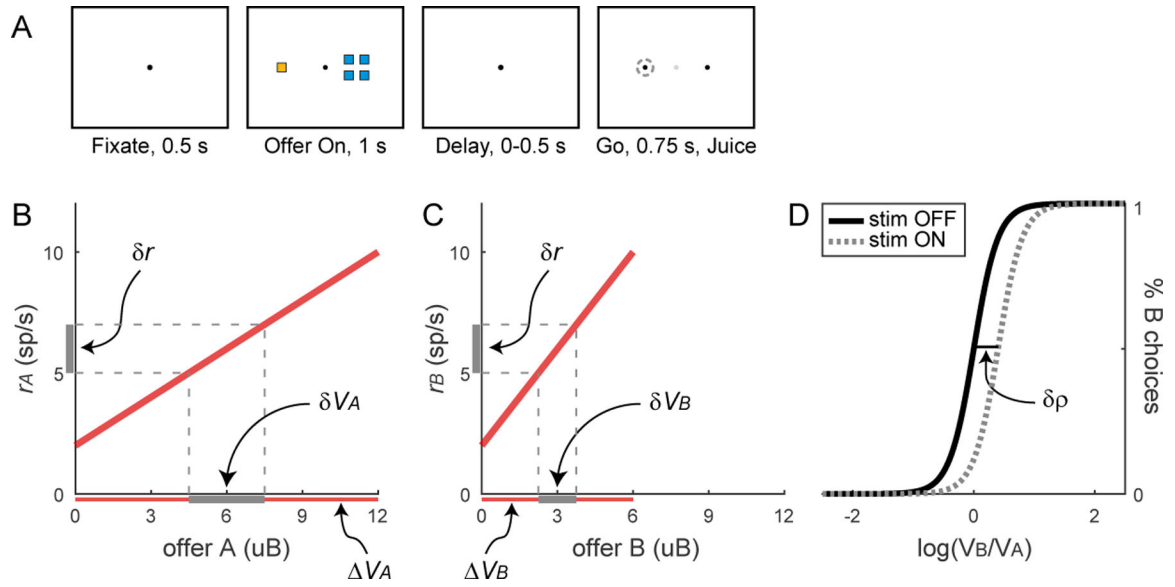 A
Fixate, 0.5 s
Offer On, 1 s
Delay, 0-0.5 s
Go, 0.75 s, Juice
B
10
5
0
rA (sp/s)
δr
δVA
0 3 6 9 12
offer A (uB)
ΔVA
C
10
5
0
rB (sp/s)
δr
δVB
0 3 6 9 12
offer B (uB)
ΔVB
D
stim OFF
stim ON
1
% B choices
δρ
0
-2 0 2
log(VB/VA)